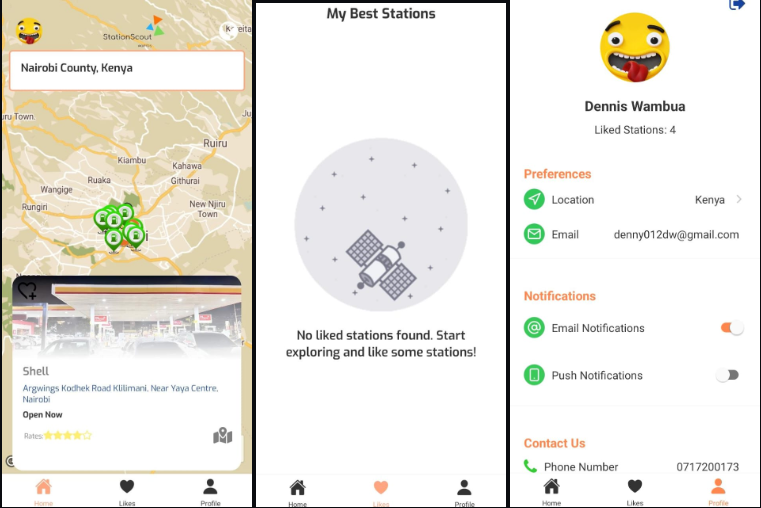 StationScout
Nairobi County, Kenya
Ruiru
Kiambu
Kahawa
Ruaka
Githurai
Wangige
Rungiri
New Njiru
Town
Shell
Argwings Kodhek Road Klilimani, Near Yaya Centre,
Nairobi
Open Now
Rates:
Home
Likes
Profile
My Best Stations
No liked stations found. Start
exploring and like some stations!
Home
Likes
Profile
Dennis Wambua
Liked Stations: 4
Preferences
Location Kenya
Email denny012dw@gmail.com
Notifications
Email Notifications
Push Notifications
Contact Us
Phone Number 0717200173
Home
Likes
Profile